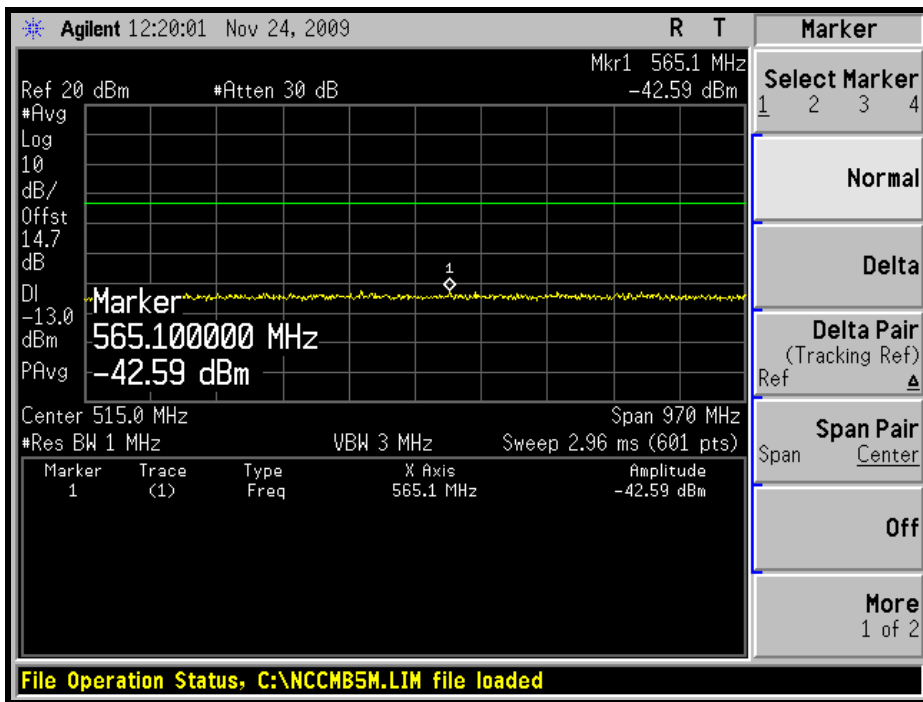 Agilent 12:20:01 Nov 24, 2009 R T
Mkr1 565.1 MHz
Ref 20 dBm #Atten 30 dB -42.59 dBm
#Avg
Log
10
dB/
Offst
14.7
dB
DI
-13.0
dBm
PAvg
1
Marker
565.100000 MHz
-42.59 dBm
Center 515.0 MHz Span 970 MHz
#Res BW 1 MHz VBW 3 MHz Sweep 2.96 ms (601 pts)
Marker Trace Type X Axis Amplitude
1 (1) Freq 565.1 MHz -42.59 dBm
File Operation Status, C:\NCCMB5M.LIM file loaded
Marker
Select Marker
1 2 3 4
Normal
Delta
Delta Pair
(Tracking Ref)
Ref Δ
Span Pair
Span Center
Off
More
1 of 2